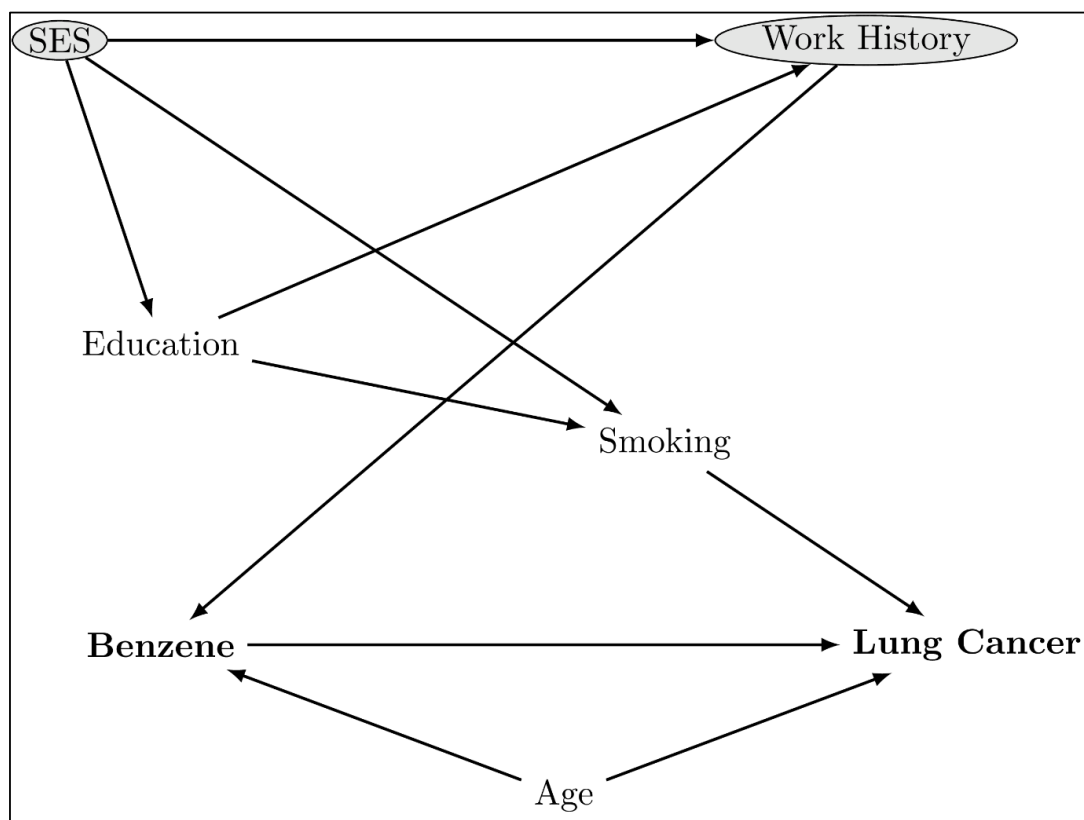 SES
Work History
Education
Smoking
Benzene
Lung Cancer
Age